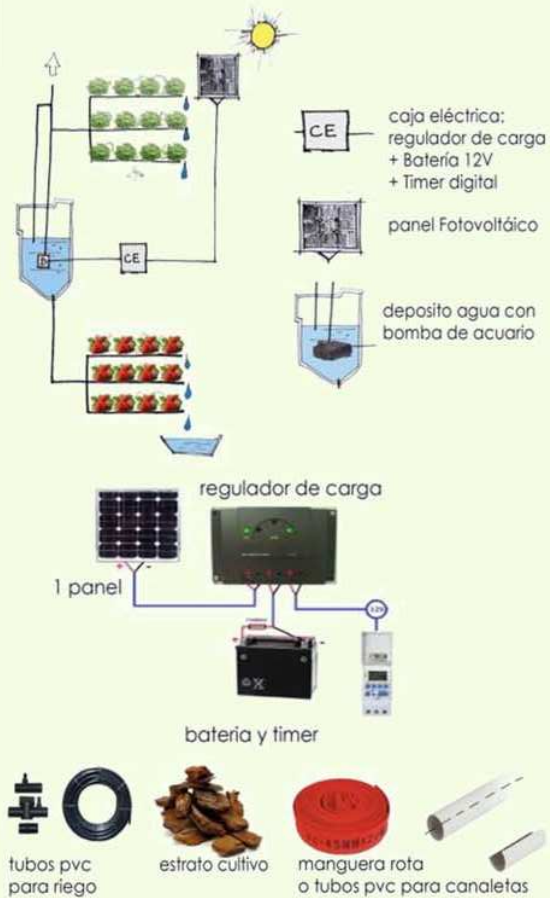 CE
caja eléctrica:
regulador de carga
+ Batería 12V
+ Timer digital
panel Fotovoltáico
CE
deposito agua con
bomba de acuario
regulador de carga
+ -
1 panel
12V
+ -
bateria y timer
tubos pvc
para riego
estrato cultivo
manguera rota
o tubos pvc para canaletas